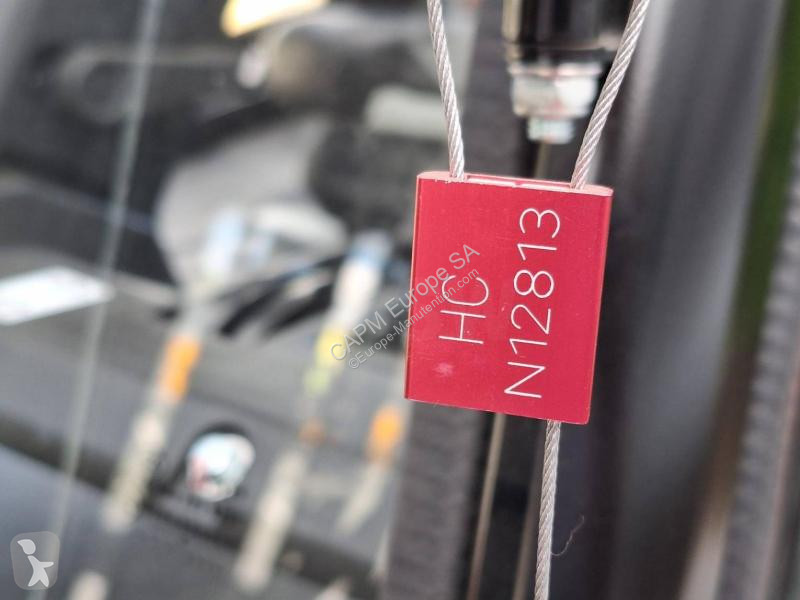 HC
N12813
CAPM Europe SA
©Europe-Manutention.com